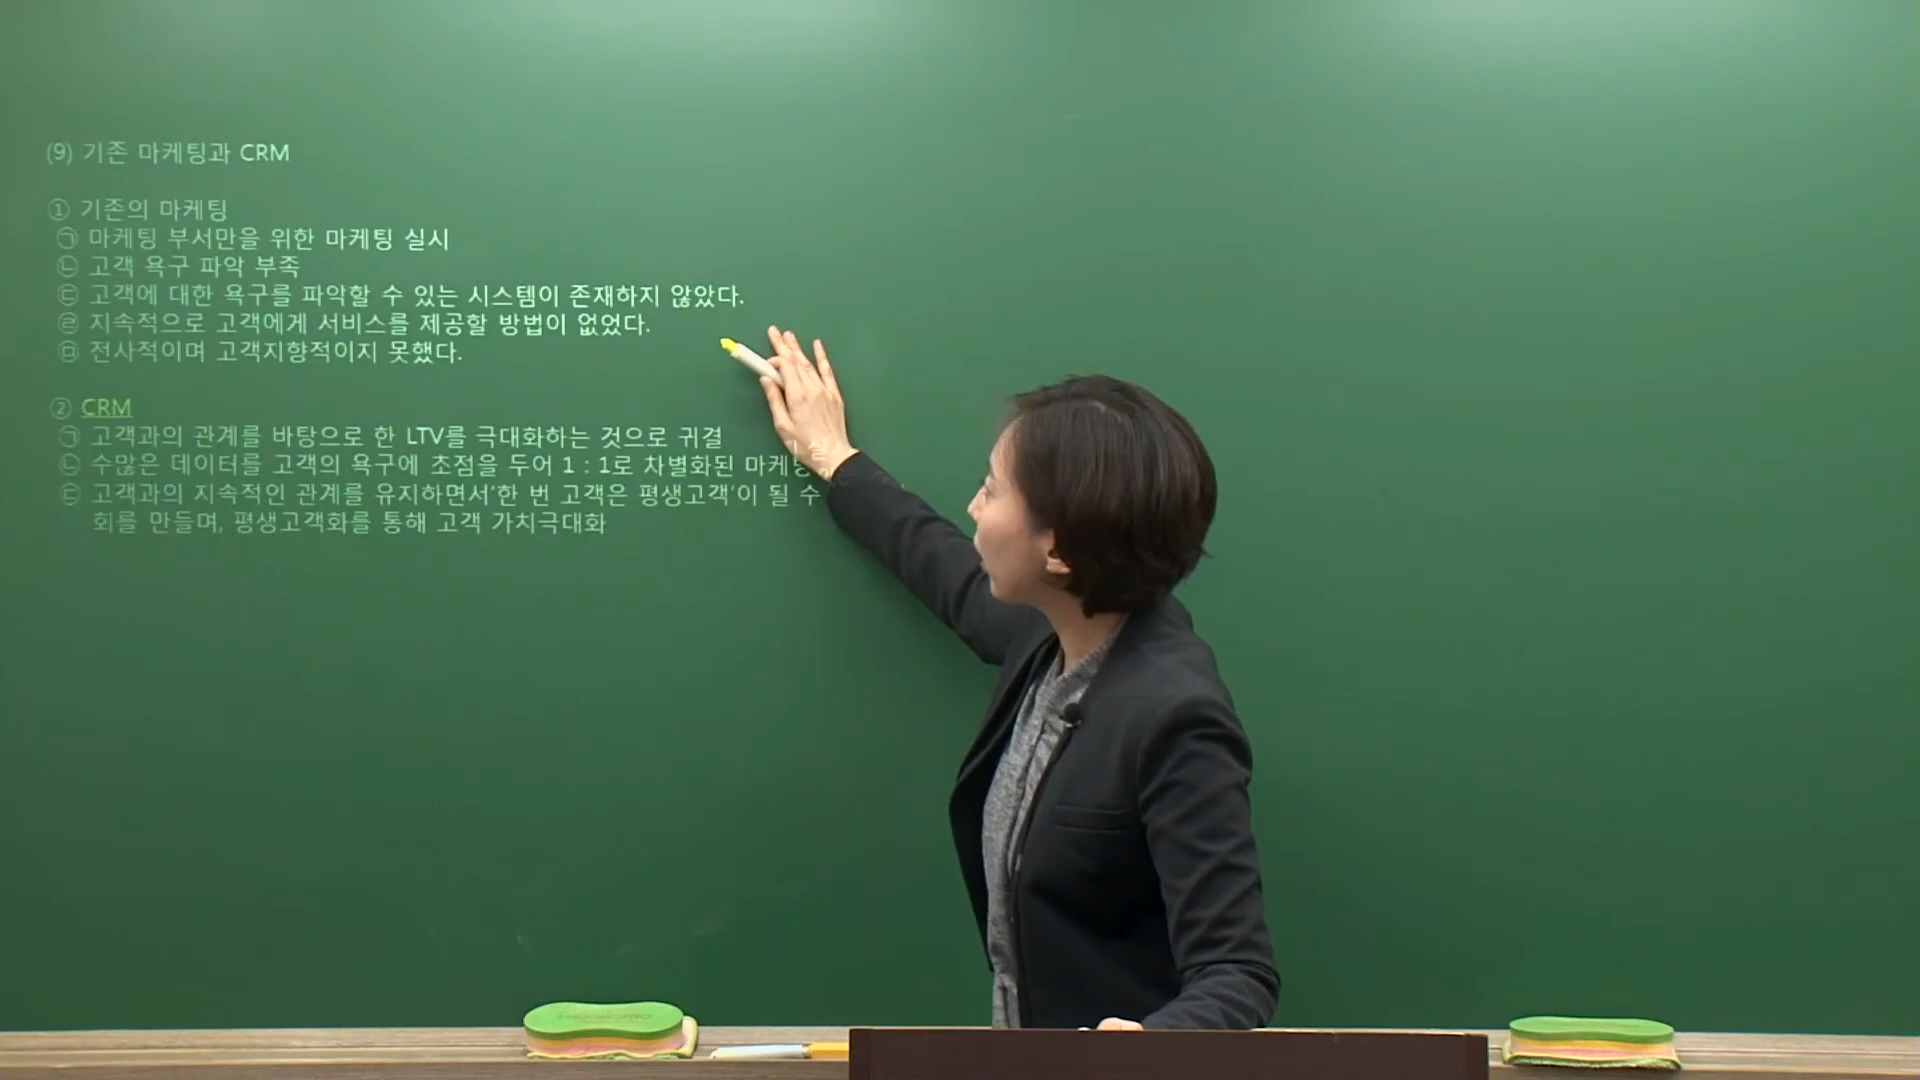 (9) 기존 마케팅과 CRM
① 기존의 마케팅
㉠ 마케팅 부서만을 위한 마케팅 실시
㉡ 고객 욕구 파악 부족
㉢ 고객에 대한 욕구를 파악할 수 있는 시스템이 존재하지 않았다.
㉣ 지속적으로 고객에게 서비스를 제공할 방법이 없었다.
㉤ 전사적이며 고객지향적이지 못했다.
② CRM
㉠ 고객과의 관계를 바탕으로 한 LTV를 극대화하는 것으로 귀결
㉡ 수많은 데이터를 고객의 욕구에 초점을 두어 1 : 1로 차별화된 마케팅
㉢ 고객과의 지속적인 관계를 유지하면서'한 번 고객은 평생고객'이 될 수
회를 만들며, 평생고객화를 통해 고객 가치극대화